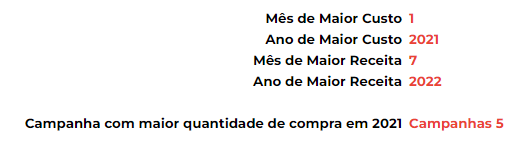 Mês de Maior Custo 1
Ano de Maior Custo 2021
Mês de Maior Receita 7
Ano de Maior Receita 2022
Campanha com maior quantidade de compra em 2021 Campanhas 5